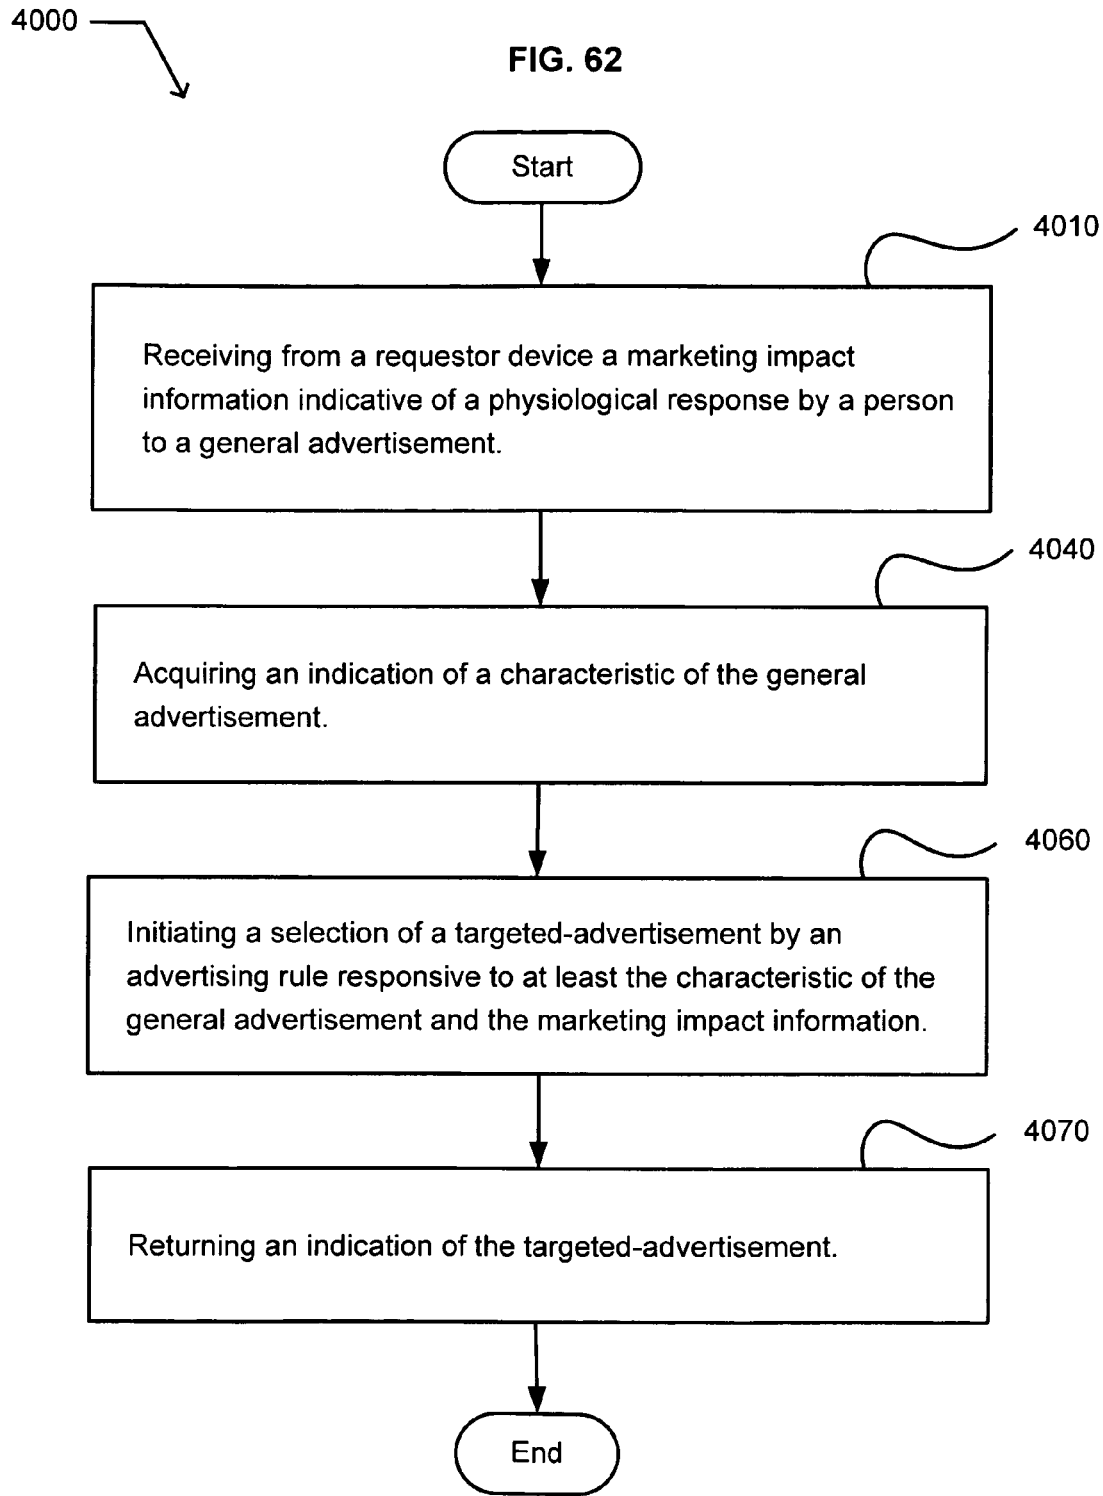 4000
FIG. 62
Start
4010
Receiving from a requestor device a marketing impact
information indicative of a physiological response by a person
to a general advertisement.
4040
Acquiring an indication of a characteristic of the general
advertisement.
4060
Initiating a selection of a targeted-advertisement by an
advertising rule responsive to at least the characteristic of the
general advertisement and the marketing impact information.
4070
Returning an indication of the targeted-advertisement.
End